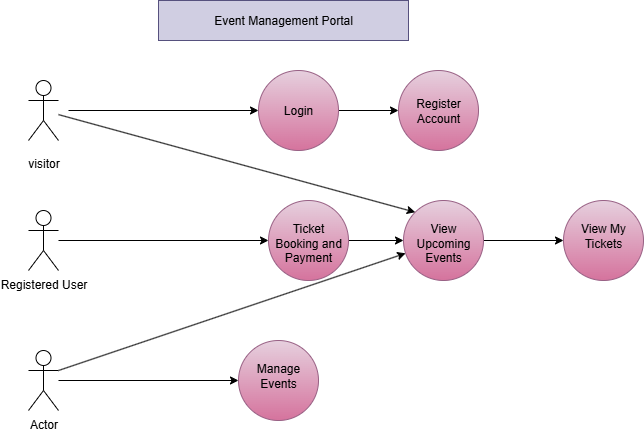 Event Management Portal
Login
Register
Account
visitor
Ticket
Booking and
Payment
View
Upcoming
Events
View My
Tickets
Registered User
Manage
Events
Actor